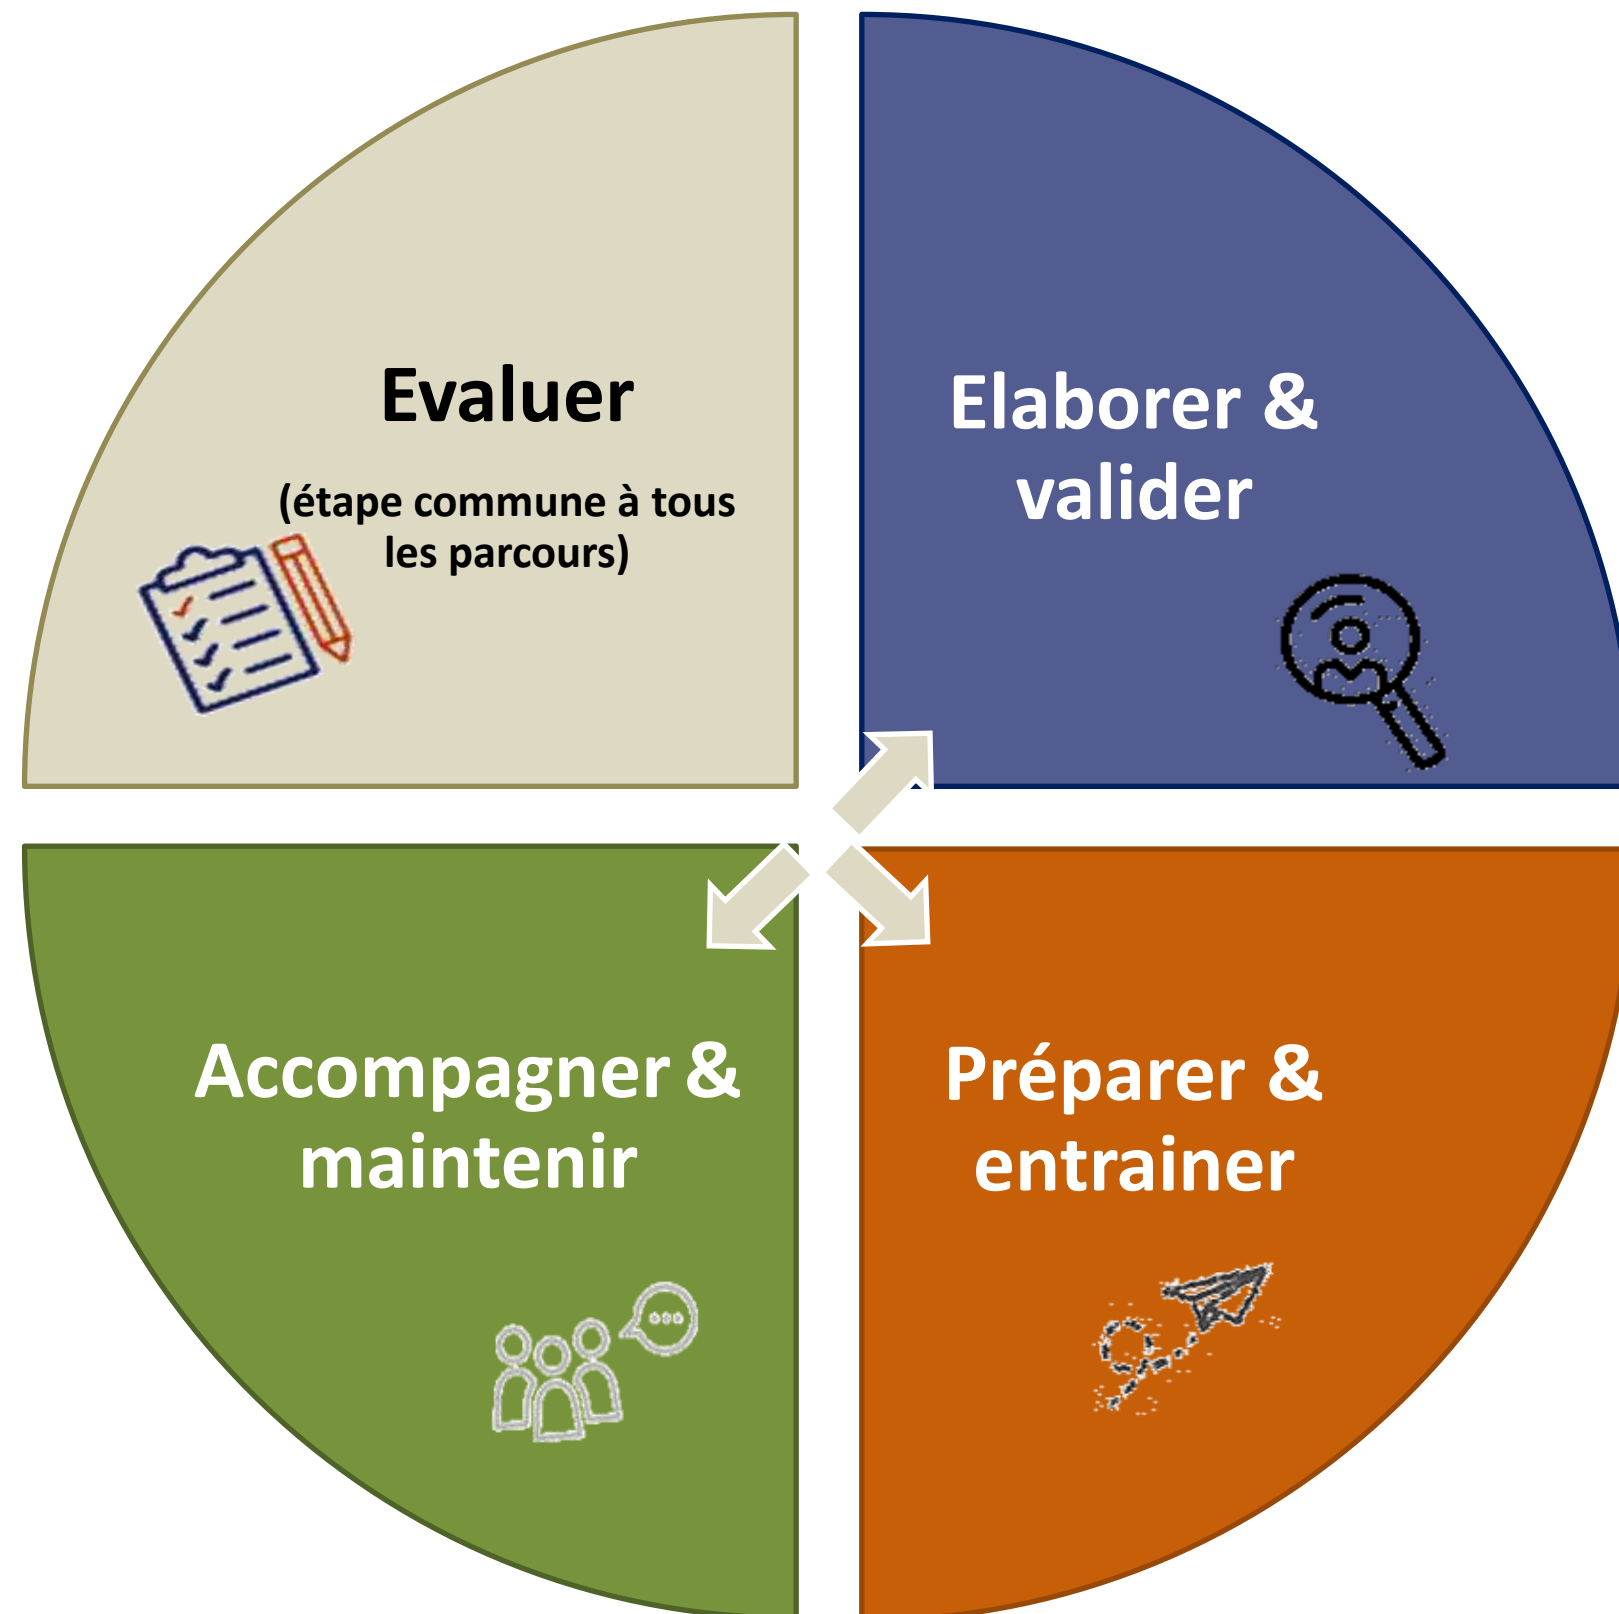 Evaluer
(étape commune à tous
les parcours)
Elaborer &
valider
Accompagner &
maintenir
Préparer &
entrainer